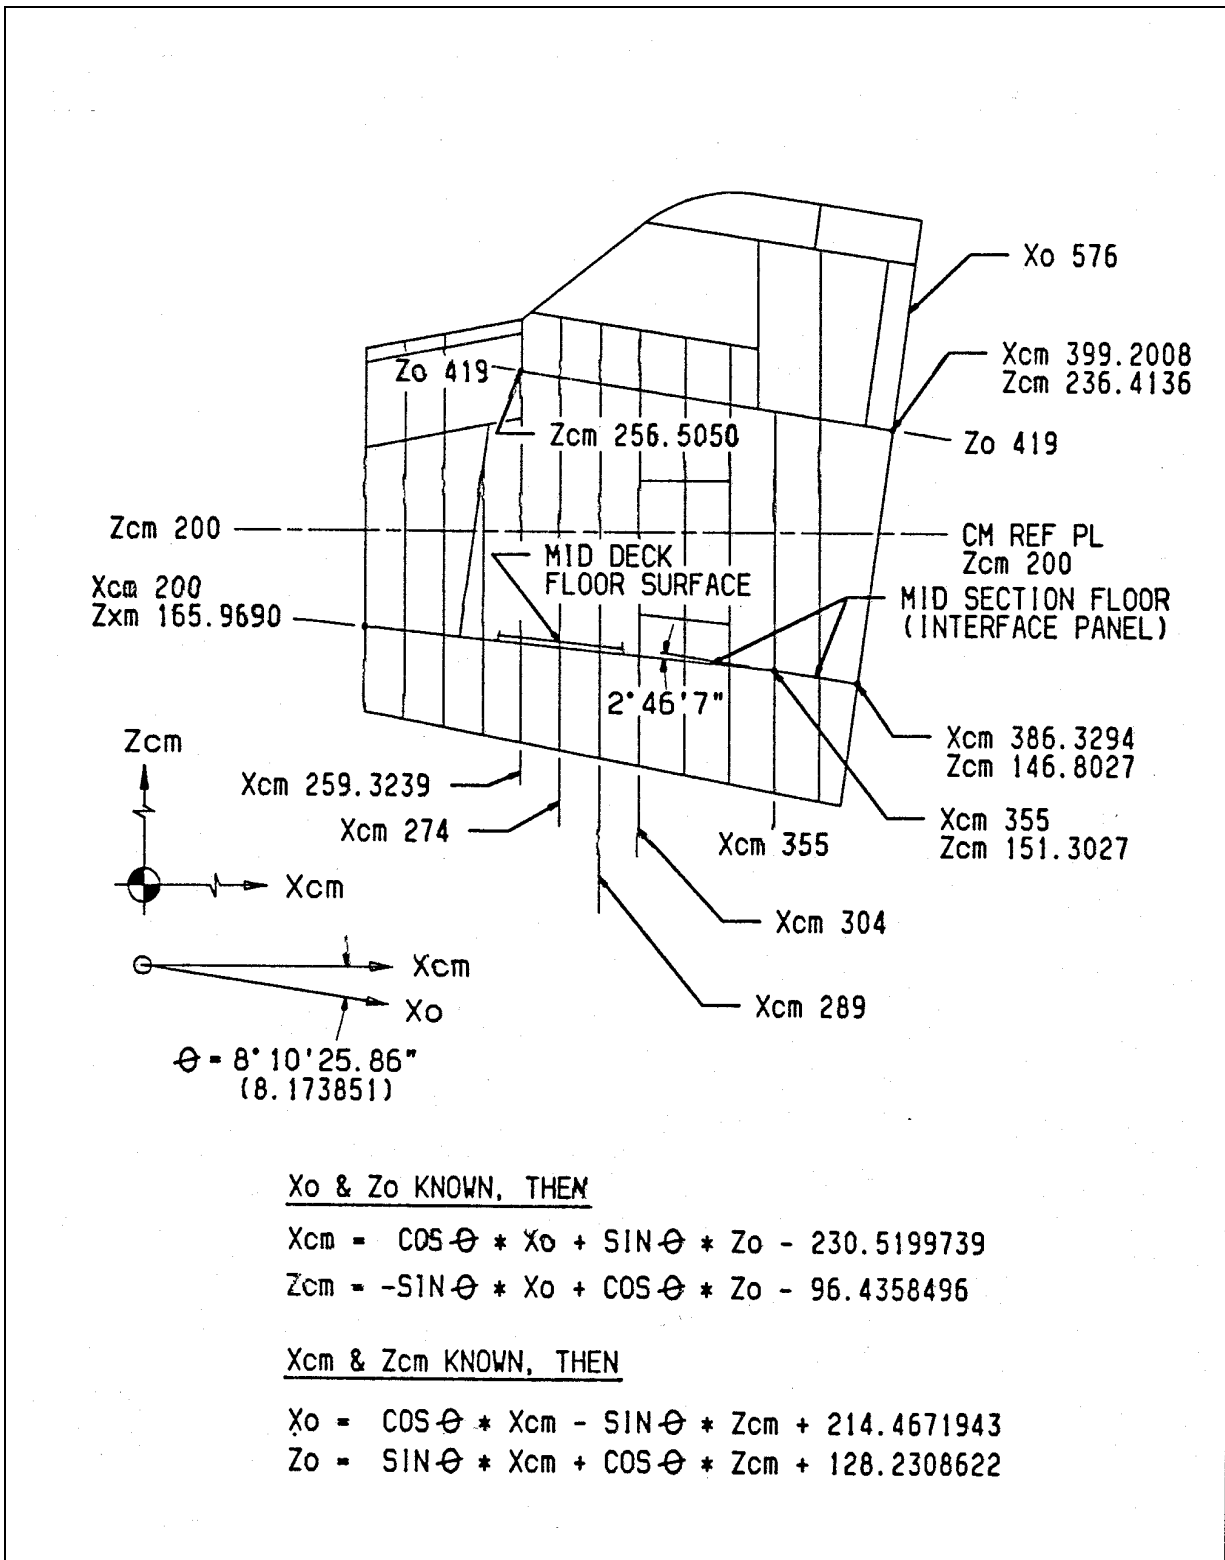 Xo 576
Xcm 399.2008
Zcm 236.4136
Zo 419
Zcm 256.5050
Zo 419
Zcm 200
CM REF PL
Zcm 200
MID DECK
FLOOR SURFACE
Xcm 200
Zxm 165.9690
MID SECTION FLOOR
(INTERFACE PANEL)
2°46'7"
Zcm
Xcm 386.3294
Zcm 146.8027
Xcm 259.3239
Xcm 274
Xcm 355
Xcm 355
Zcm 151.3027
Xcm
Xcm 304
Xcm
Xo
Xcm 289
θ = 8°10'25.86"
(8.173851)
Xo & Zo KNOWN, THEN
Xcm = COS θ * Xo + SIN θ * Zo - 230.5199739
Zcm = -SIN θ * Xo + COS θ * Zo - 96.4358496
Xcm & Zcm KNOWN, THEN
Xo = COS θ * Xcm - SIN θ * Zcm + 214.4671943
Zo = SIN θ * Xcm + COS θ * Zcm + 128.2308622